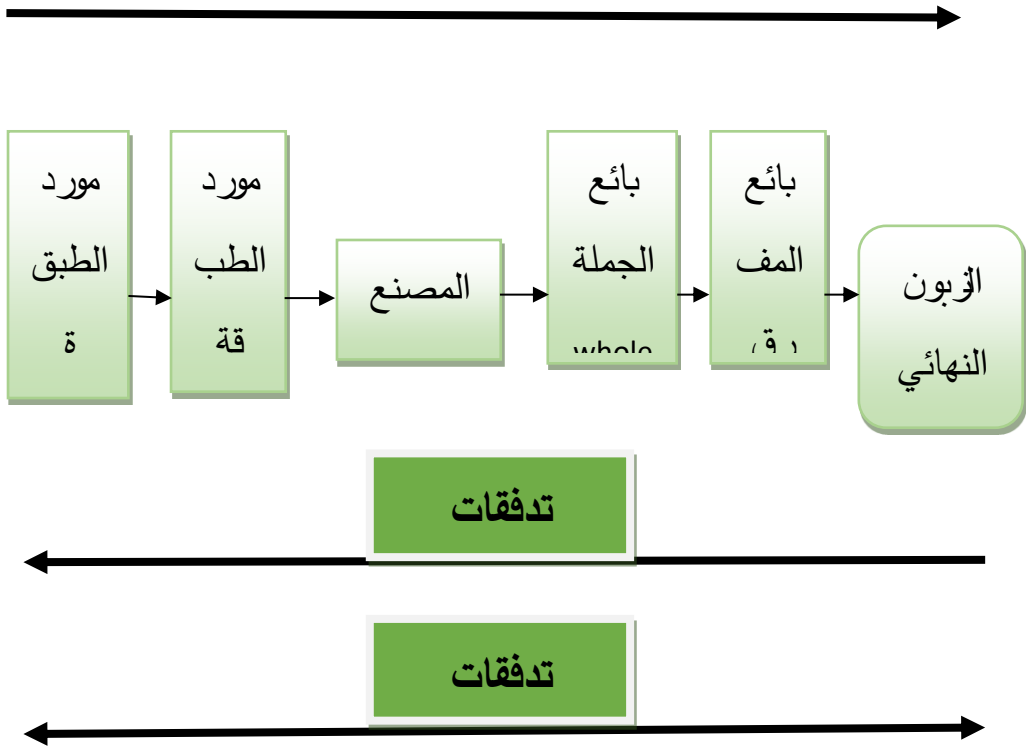 مورد
الطبق
ة
مورد
الطب
قة
المصنع
بائع
الجملة
بائع
المف
الزبون
النهائي
تدفقات
تدفقات